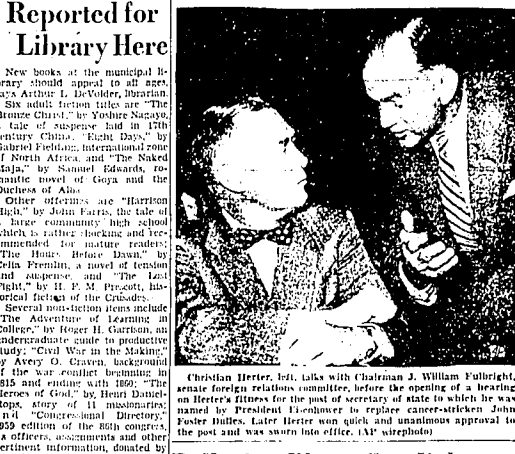 Reported for
Library Here
New books at the municipal li-
brary should appeal to all ages,
says Arthur L. DeVolder, librarian.
Six adult fiction titles are "The
Bronze Christ," by Yoshiro Nagayo,
a tale of suspense laid in 17th
century China, "Eight Days," by
Gabriel Fielding, international zone
of North Africa, and "The Naked
Maja," by Samuel Edwards, ro-
mantic novel of Goya and the
Duchess of Alba
Other offerings are "Harrison
High," by John Farris, the tale of
a large community high school
which is rather shocking and rec-
ommended for mature readers;
"The Hours Before Dawn," by
Celia Fremlin, a novel of tension
and suspense, and "The Lost
Fight," by H. F. M. Prescott, his-
torical fiction of the Crusades.
Several non-fiction items include
"The Adventure of Learning in
College," by Roger H. Garrison, an
undergraduate guide to productive
study; "Civil War in the Making,"
by Avery O. Craven, background
of the war conflict beginning in
1815 and ending with 1860; "The
Heroes of God," by Henri Daniel-
Rops, story of 11 missionaries;
and "Congressional Directory,"
1959 edition of the 86th congress,
its officers, assignments and other
pertinent information, donated by
Christian Herter, left, talks with Chairman J. William Fulbright,
senate foreign relations committee, before the opening of a hearing
on Herter's fitness for the post of secretary of state to which he was
named by President Eisenhower to replace cancer-stricken John
Foster Dulles. Later Herter won quick and unanimous approval to
the post and was sworn into office. (AP wirephoto)